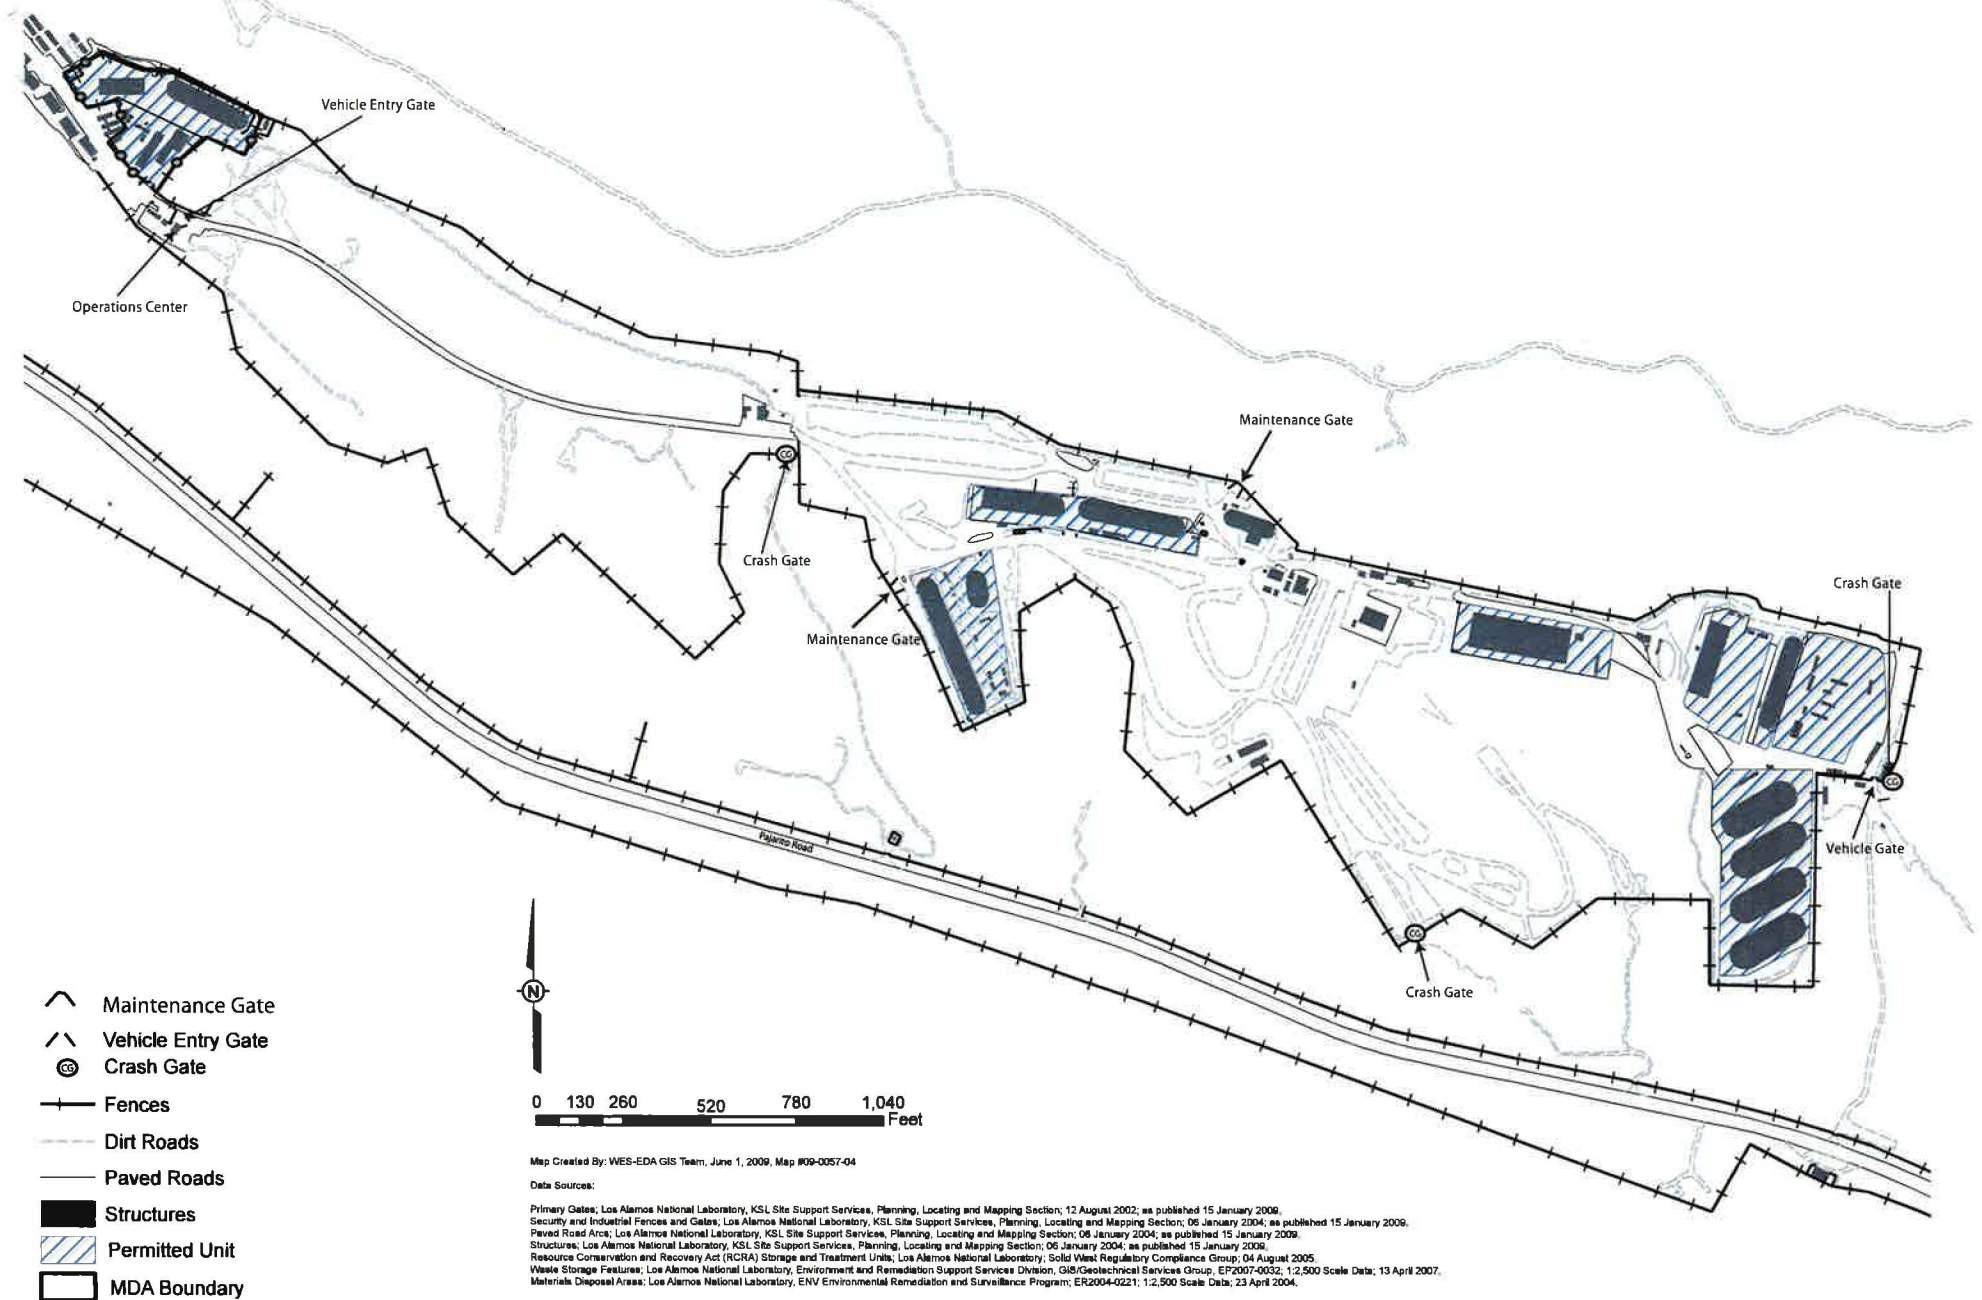 Vehicle Entry Gate
Operations Center
Maintenance Gate
CG
Crash Gate
Maintenance Gate
Crash Gate
CG
Vehicle Gate
Pajarito Road
CG
Crash Gate
N
Maintenance Gate
Vehicle Entry Gate
CG Crash Gate
Fences
Dirt Roads
Paved Roads
Structures
Permitted Unit
MDA Boundary
0 130 260 520 780 1,040
Feet
Map Created By: WES-EDA GIS Team, June 1, 2009, Map #09-0057-04
Data Sources:
Primary Gates; Los Alamos National Laboratory, KSL Site Support Services, Planning, Locating and Mapping Section; 12 August 2002; as published 15 January 2009.
Security and Industrial Fences and Gates; Los Alamos National Laboratory, KSL Site Support Services, Planning, Locating and Mapping Section; 06 January 2004; as published 15 January 2009.
Paved Road Arcs; Los Alamos National Laboratory, KSL Site Support Services, Planning, Locating and Mapping Section; 06 January 2004; as published 15 January 2009.
Structures; Los Alamos National Laboratory, KSL Site Support Services, Planning, Locating and Mapping Section; 06 January 2004; as published 15 January 2009.
Resource Conservation and Recovery Act (RCRA) Storage and Treatment Units; Los Alamos National Laboratory; Solid Wast Regulatory Compliance Group; 04 August 2005.
Waste Storage Features; Los Alamos National Laboratory, Environment and Remediation Support Services Division, GIS/Geotechnical Services Group, EP2007-0032; 1:2,500 Scale Data; 13 April 2007.
Materials Disposal Areas; Los Alamos National Laboratory, ENV Environmental Remediation and Surveillance Program; ER2004-0221; 1:2,500 Scale Data; 23 April 2004.